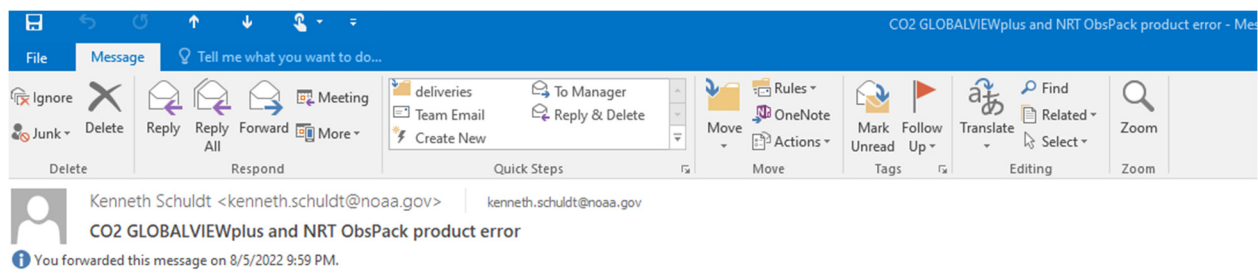 CO2 GLOBALVIEWplus and NRT ObsPack product error - Mes
File Message Tell me what you want to do...
Ignore
Junk
Delete
Delete
Reply
Reply All
Forward
Meeting
More
Respond
deliveries
Team Email
Create New
To Manager
Reply & Delete
Quick Steps
Move
Rules
OneNote
Actions
Move
Mark Unread
Follow Up
Tags
Translate
Find
Related
Select
Editing
Zoom
Zoom
Kenneth Schuldt <kenneth.schuldt@noaa.gov> kenneth.schuldt@noaa.gov
CO2 GLOBALVIEWplus and NRT ObsPack product error
You forwarded this message on 8/5/2022 9:59 PM.